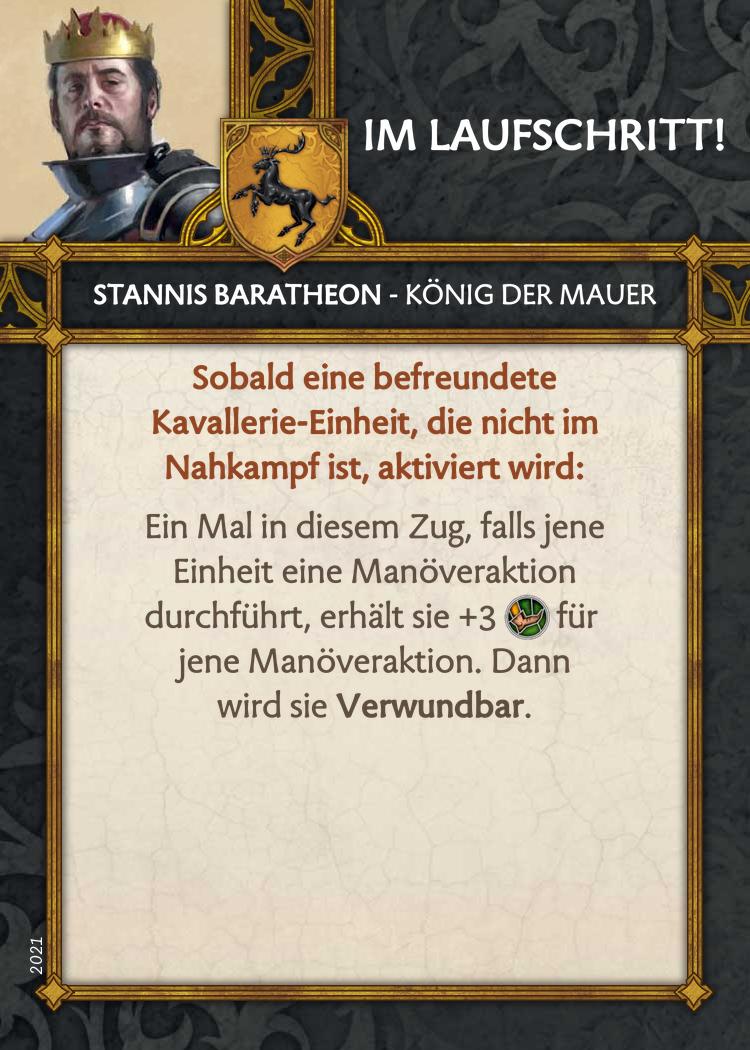 IM LAUFSCHRITT!
STANNIS BARATHEON - KÖNIG DER MAUER
Sobald eine befreundete
Kavallerie-Einheit, die nicht im
Nahkampf ist, aktiviert wird:
Ein Mal in diesem Zug, falls jene
Einheit eine Manöveraktion
durchführt, erhält sie +3 für
jene Manöveraktion. Dann
wird sie Verwundbar.
2021